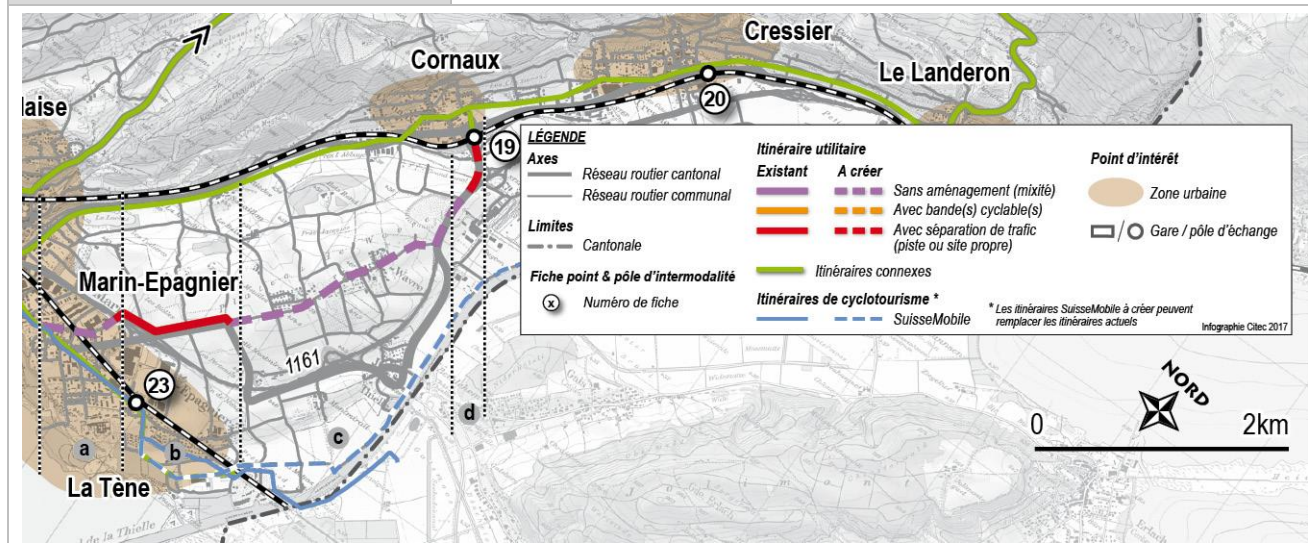 Cressier
Cornaux
Le Landeron
laise
20
19
LÉGENDE
Axes
Réseau routier cantonal
Réseau routier communal
Limites
Cantonale
Fiche point & pôle d'intermodalité
x Numéro de fiche
Itinéraire utilitaire
Existant A créer
Sans aménagement (mixité)
Avec bande(s) cyclable(s)
Avec séparation de trafic
(piste ou site propre)
Itinéraires connexes
Itinéraires de cyclotourisme *
SuisseMobile
* Les itinéraires SuisseMobile à créer peuvent
remplacer les itinéraires actuels
Point d'intérêt
Zone urbaine
/ Gare / pôle d'échange
Infographie Citec 2017
Marin-Epagnier
1161
23
a
b
c
d
La Tène
NORD
0 2km
Erlach